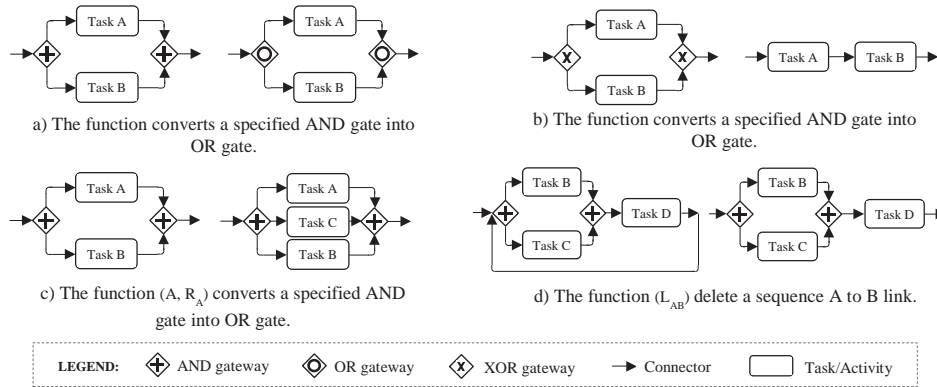 Task A
Task B
Task A
Task B
a) The function converts a specified AND gate into
OR gate.
Task A
X
X
Task B
Task A
Task B
b) The function converts a specified AND gate into
OR gate.
Task A
Task B
Task A
Task C
Task B
c) The function (A, R_A) converts a specified AND
gate into OR gate.
Task B
Task C
Task D
Task B
Task C
Task D
d) The function (L_AB) delete a sequence A to B link.
LEGEND: AND gateway OR gateway X XOR gateway Connector Task/Activity